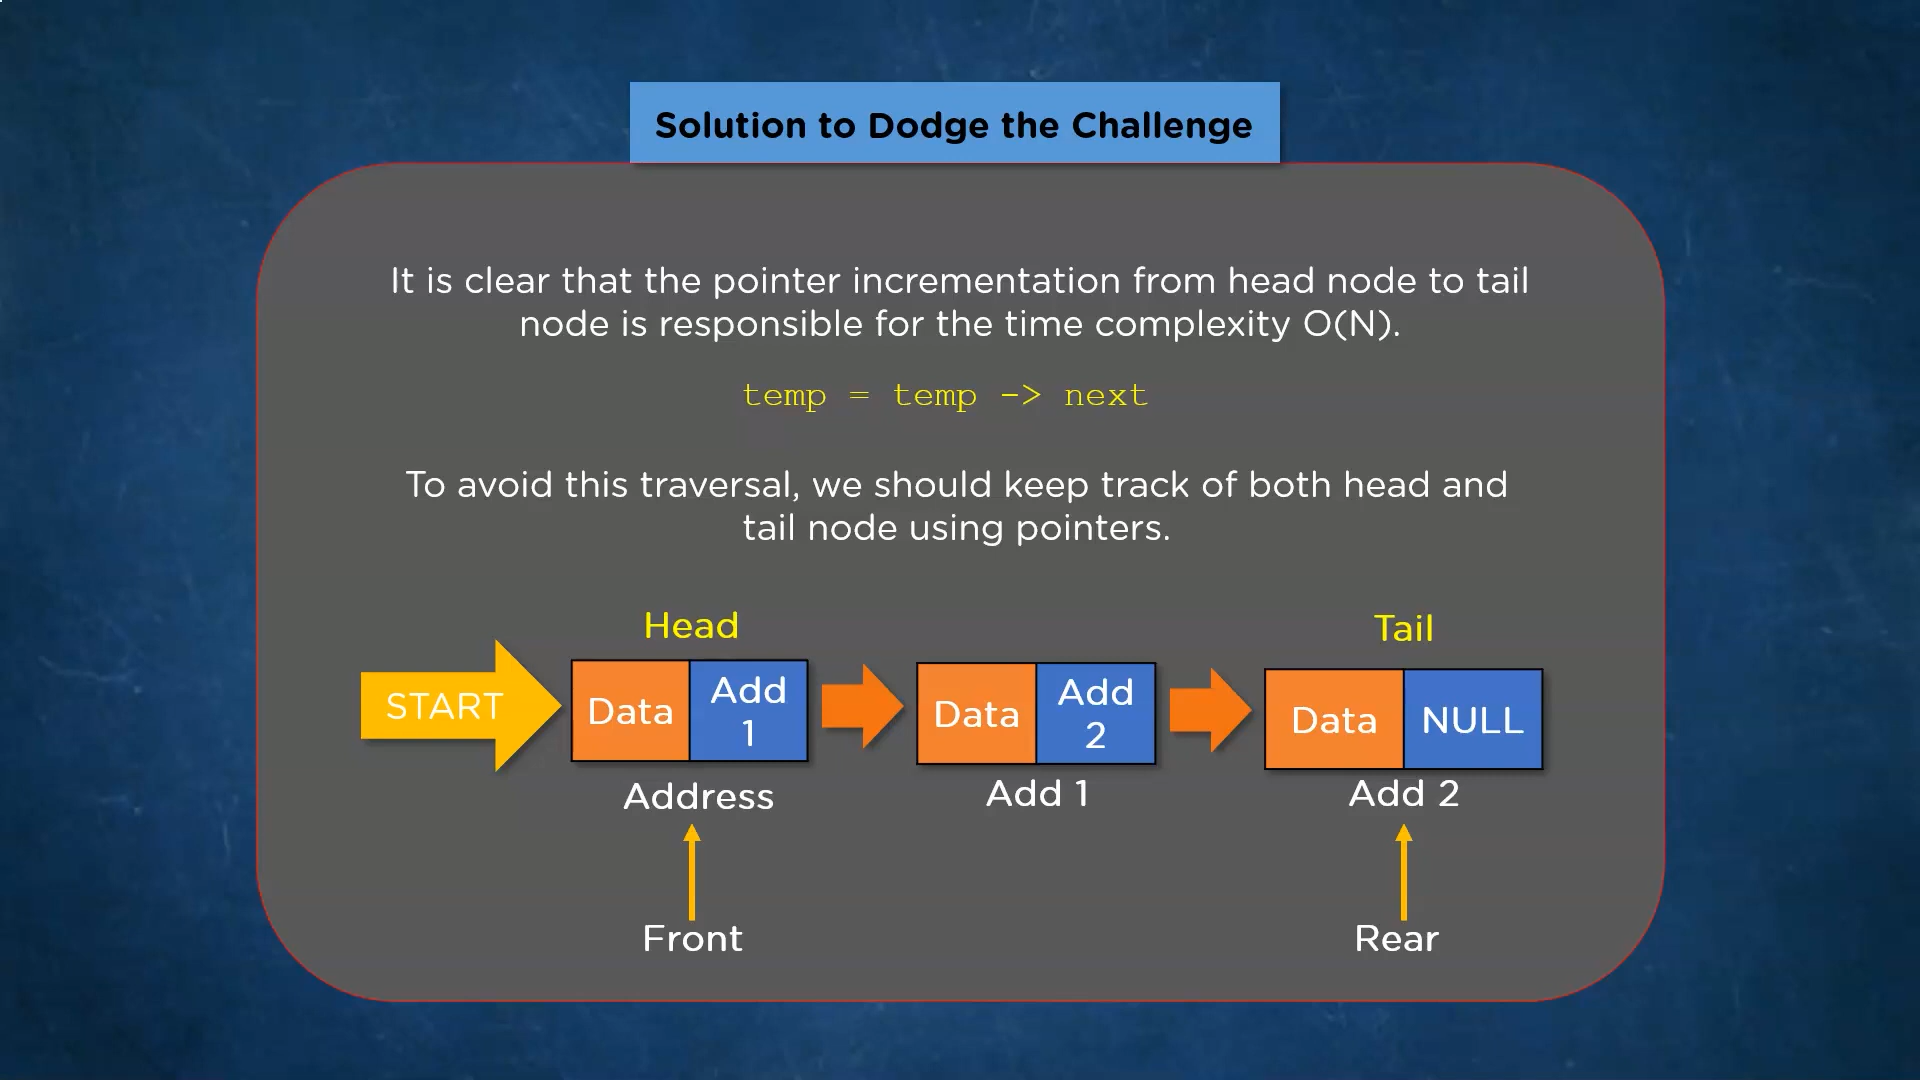 Solution to Dodge the Challenge
It is clear that the pointer incrementation from head node to tail
node is responsible for the time complexity O(N).
temp = temp -> next
To avoid this traversal, we should keep track of both head and
tail node using pointers.
Head
Tail
START
Data
Add
1
Data
Add
2
Data
NULL
Address
Add 1
Add 2
Front
Rear